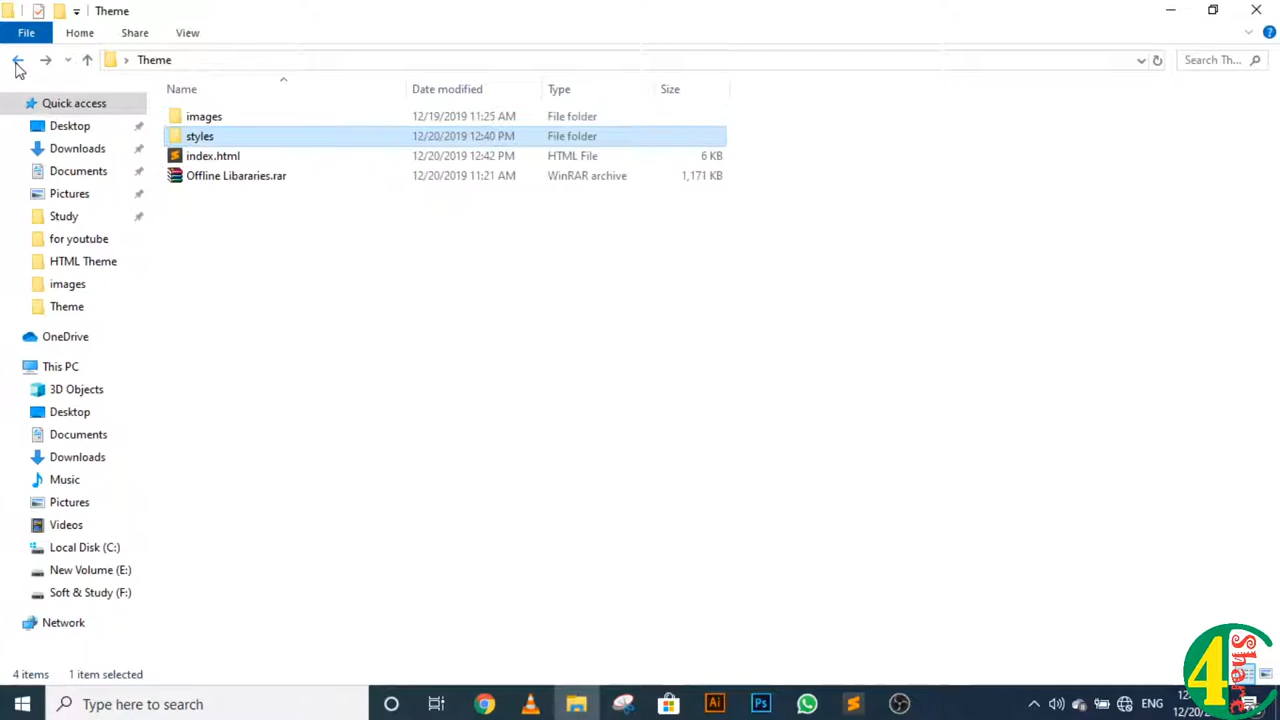 Theme
File Home Share View
Theme
Search Th...
Name Date modified Type Size
images 12/19/2019 11:25 AM File folder
styles 12/20/2019 12:40 PM File folder
index.html 12/20/2019 12:42 PM HTML File 6 KB
Offline Libararies.rar 12/20/2019 11:21 AM WinRAR archive 1,171 KB
Quick access
Desktop
Downloads
Documents
Pictures
Study
for youtube
HTML Theme
images
Theme
OneDrive
This PC
3D Objects
Desktop
Documents
Downloads
Music
Pictures
Videos
Local Disk (C:)
New Volume (E:)
Soft & Study (F:)
Network
4 items 1 item selected
4 Share
Type here to search
Ai Ps
ENG